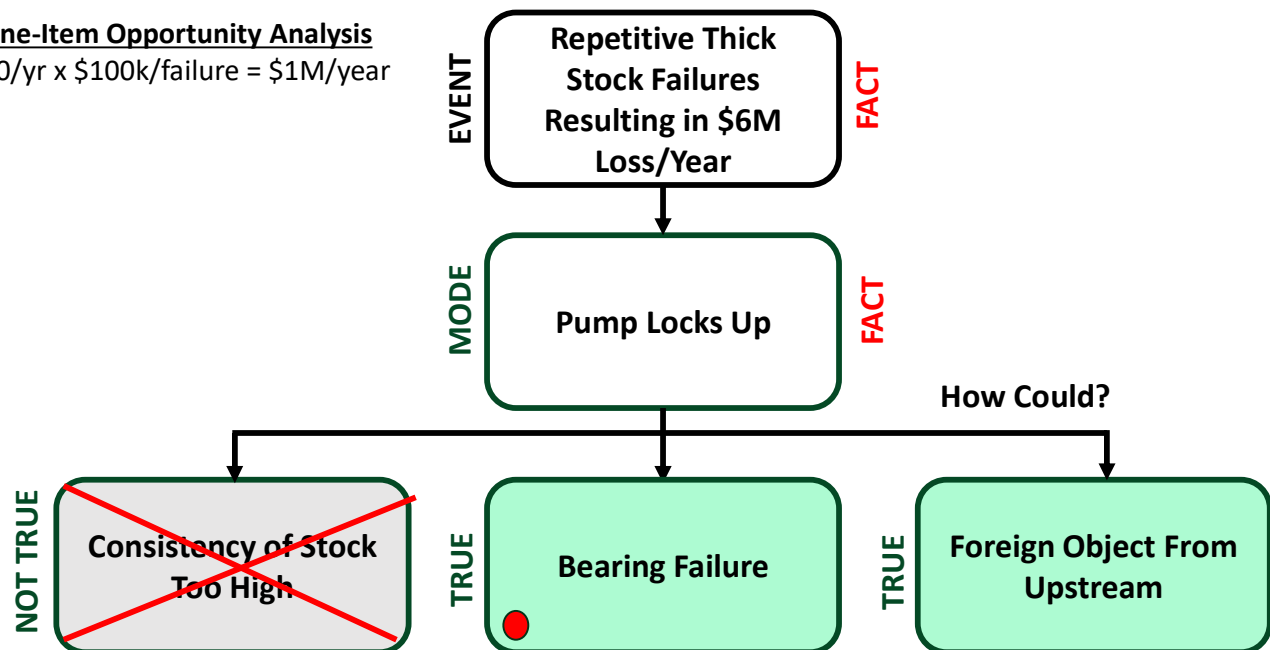 ne-Item Opportunity Analysis
0/yr x $100k/failure = $1M/year
EVENT
Repetitive Thick
Stock Failures
Resulting in $6M
Loss/Year
FACT
MODE
Pump Locks Up
FACT
How Could?
NOT TRUE
Consistency of Stock
Too High
TRUE
Bearing Failure
TRUE
Foreign Object From
Upstream